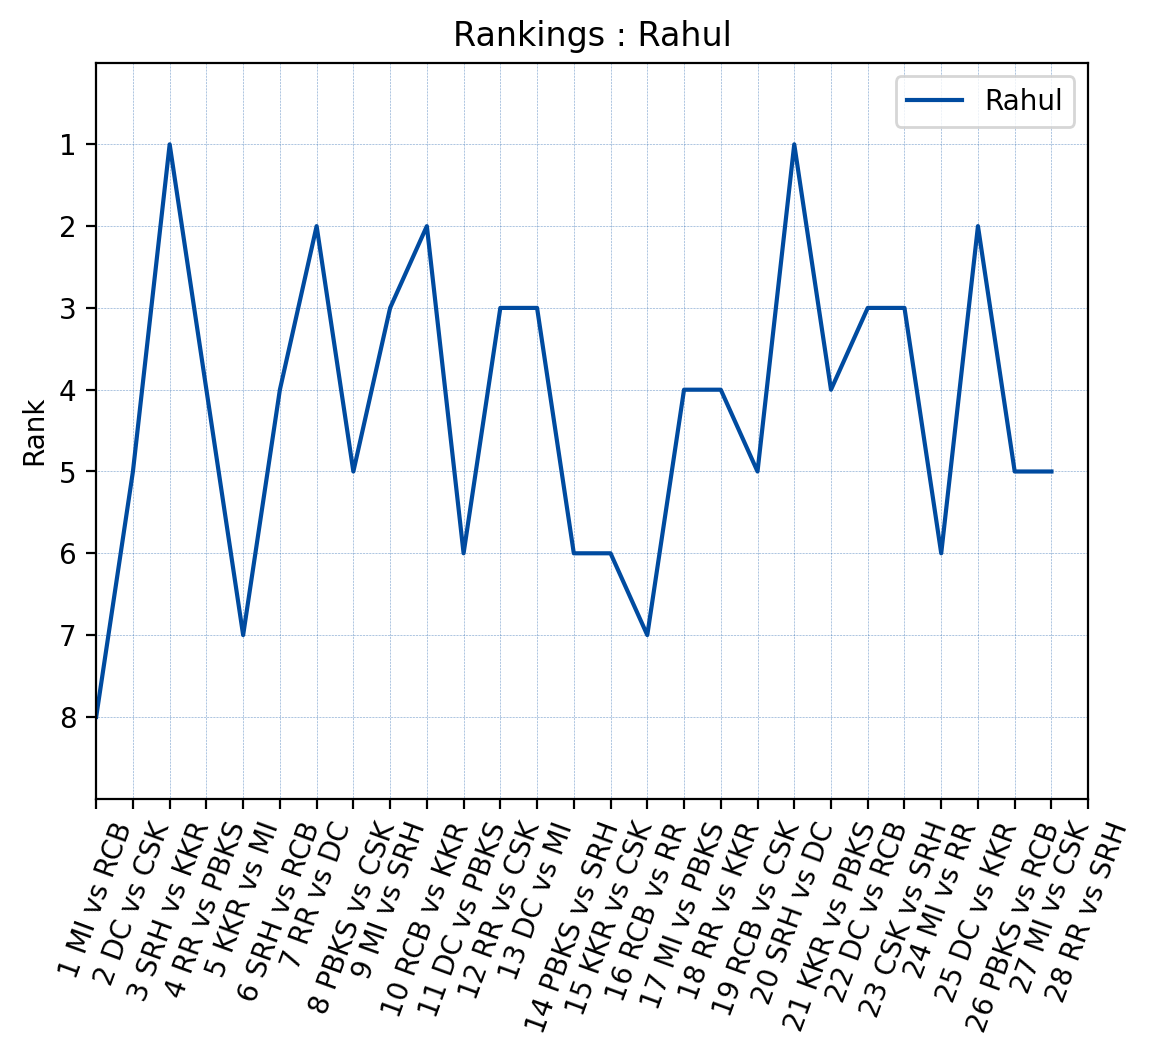 Rankings : Rahul
Rahul
Rank
1
2
3
4
5
6
7
8
1 MI vs RCB
2 DC vs CSK
3 SRH vs KKR
4 RR vs PBKS
5 KKR vs MI
6 SRH vs RCB
7 RR vs DC
8 PBKS vs CSK
9 MI vs SRH
10 RCB vs KKR
11 DC vs PBKS
12 RR vs CSK
13 DC vs MI
14 PBKS vs SRH
15 KKR vs CSK
16 RCB vs RR
17 MI vs PBKS
18 RR vs KKR
19 RCB vs CSK
20 SRH vs DC
21 KKR vs PBKS
22 DC vs RCB
23 CSK vs SRH
24 MI vs RR
25 DC vs KKR
26 PBKS vs RCB
27 MI vs CSK
28 RR vs SRH